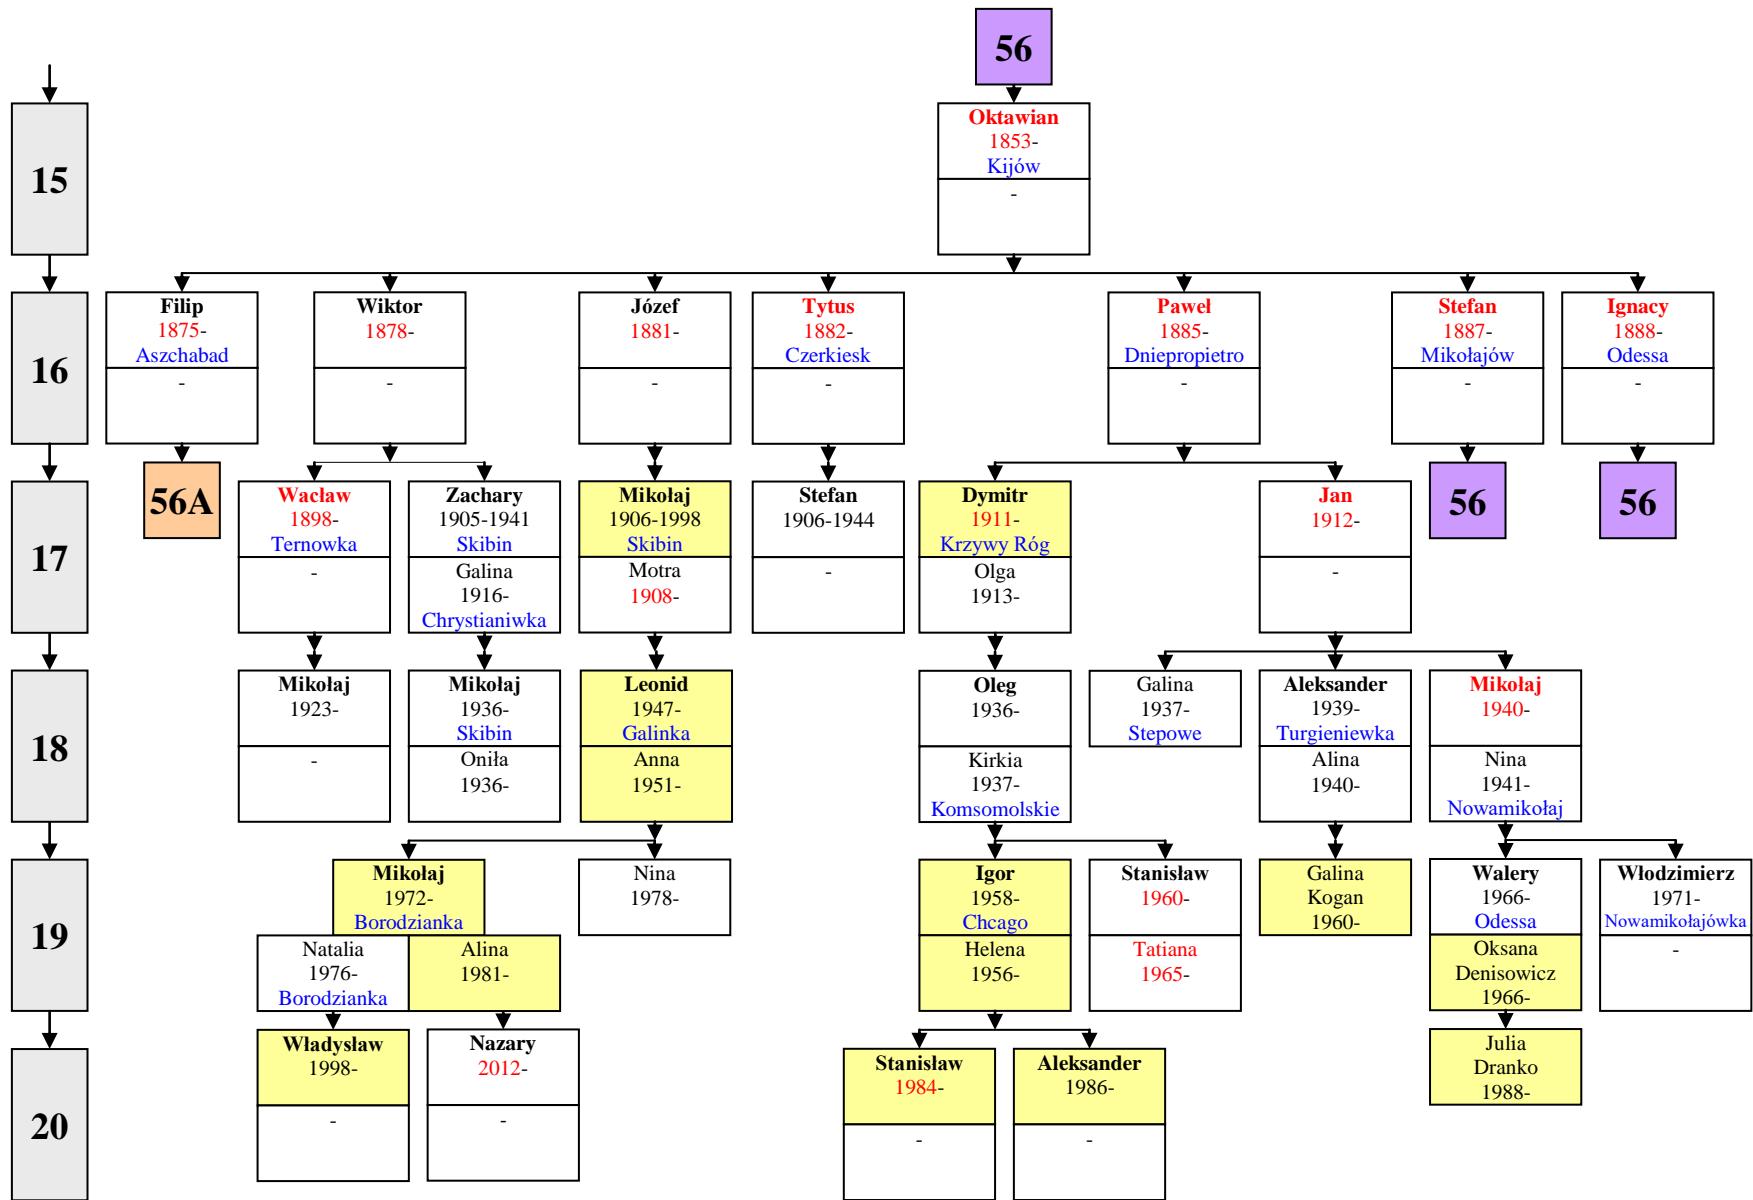 56
Oktawian
1853-
Kijów
-
15
Filip
1875-
Aszchabad
-
Wiktor
1878-
-
Józef
1881-
-
Tytus
1882-
Czerkiesk
-
Paweł
1885-
Dniepropietro
-
Stefan
1887-
Mikołajów
-
Ignacy
1888-
Odessa
-
16
56A
Wacław
1898-
Ternowka
-
Zachary
1905-1941
Skibin
Galina
1916-
Chrystianiwka
Mikołaj
1906-1998
Skibin
Motra
1908-
Stefan
1906-1944
-
Dymitr
1911-
Krzywy Róg
Olga
1913-
Jan
1912-
-
56
56
17
Mikołaj
1923-
-
Mikołaj
1936-
Skibin
Oniła
1936-
Leonid
1947-
Galinka
Anna
1951-
Oleg
1936-
Kirkia
1937-
Komsomolskie
Galina
1937-
Stepowe
Aleksander
1939-
Turgieniewka
Alina
1940-
Mikołaj
1940-
Nina
1941-
Nowamikołaj
18
Mikołaj
1972-
Borodzianka
Natalia
1976-
Borodzianka
Alina
1981-
Nina
1978-
Igor
1958-
Chcago
Helena
1956-
Stanisław
1960-
Tatiana
1965-
Galina
Kogan
1960-
Walery
1966-
Odessa
Oksana
Denisowicz
1966-
Włodzimierz
1971-
Nowamikołajówka
-
19
Władysław
1998-
-
Nazary
2012-
-
Stanisław
1984-
-
Aleksander
1986-
-
Julia
Dranko
1988-
20